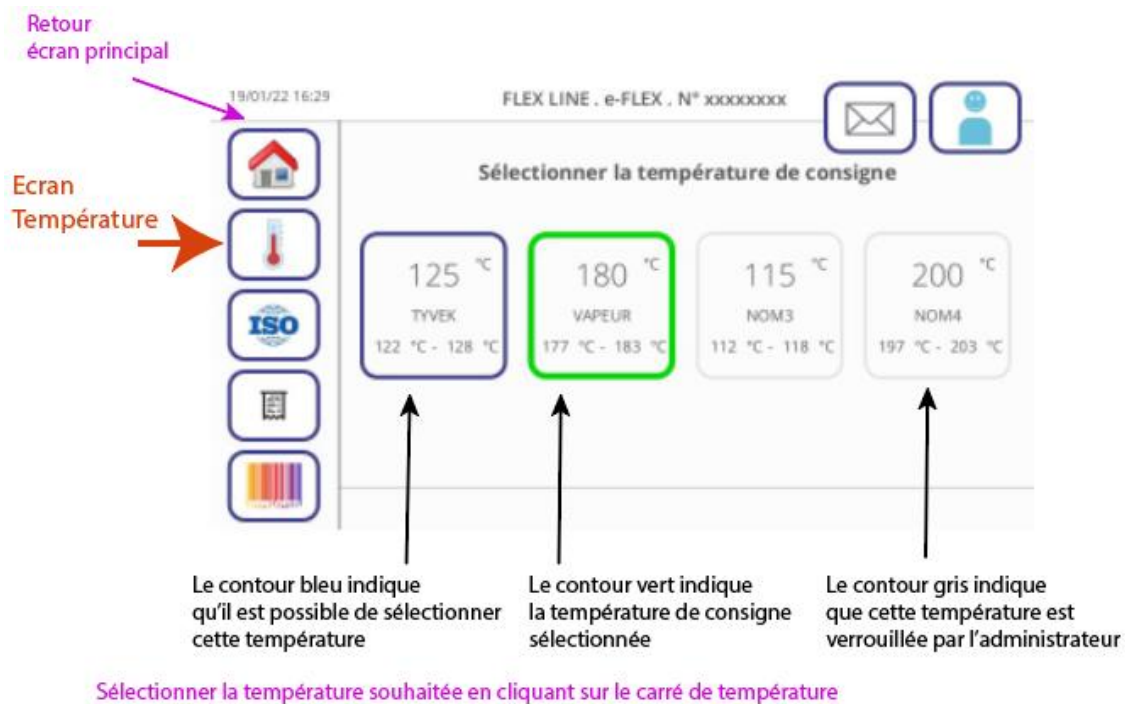 Retour
écran principal
19/01/22 16:29
FLEX LINE . e-FLEX . N° xxxxxxxx
Sélectionner la température de consigne
Ecran
Température
125 °C
TYVEK
122 °C - 128 °C
180 °C
VAPEUR
177 °C - 183 °C
115 °C
NOM3
112 °C - 118 °C
200 °C
NOM4
197 °C - 203 °C
ISO
Le contour bleu indique
qu'il est possible de sélectionner
cette température
Le contour vert indique
la température de consigne
sélectionnée
Le contour gris indique
que cette température est
verrouillée par l'administrateur
Sélectionner la température souhaitée en cliquant sur le carré de température